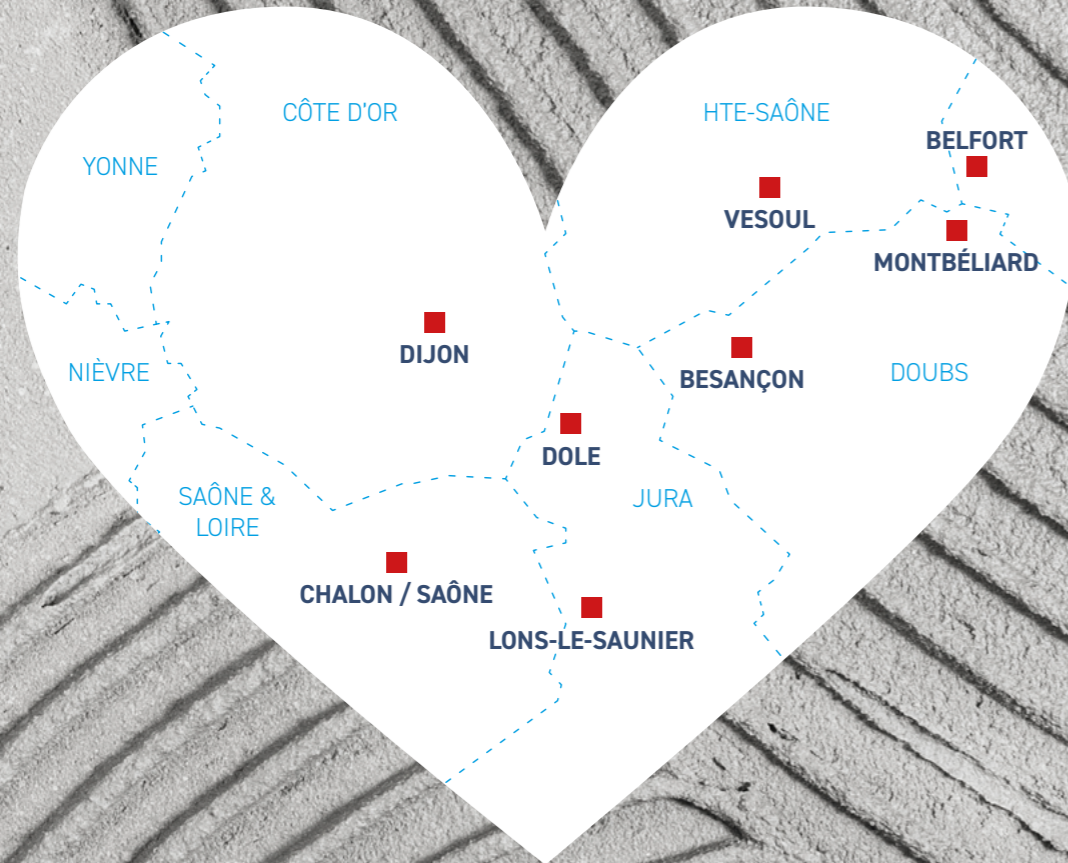 CÔTE D'OR
HTE-SAÔNE
BELFORT
YONNE
VESOUL
MONTBÉLIARD
DIJON
NIÈVRE
BESANÇON
DOUBS
DOLE
SAÔNE &
LOIRE
JURA
CHALON / SAÔNE
LONS-LE-SAUNIER